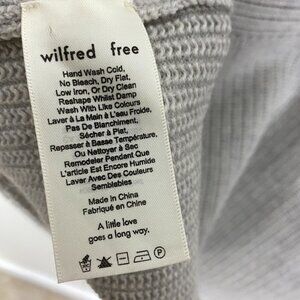 wilfred free
Hand Wash Cold,
No Bleach, Dry Flat,
Low Iron, Or Dry Clean
Reshape Whilst Damp
Wash With Like Colours
Laver À La Main À L'eau Froide,
Pas De Blanchiment,
Sécher À Plat,
Repasser À Basse Température,
Ou Nettoyer À Sec
Remodeler Pendant Que
L'article Est Encore Humide
Laver Avec Des Couleurs
Semblables
Made in China
Fabriqué en Chine
A little love
goes a long way.
P